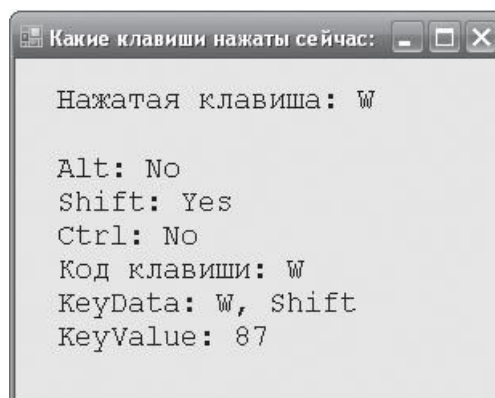 Какие клавиши нажаты сейчас:
Нажатая клавиша: W
Alt: No
Shift: Yes
Ctrl: No
Код клавиши: W
KeyData: W, Shift
KeyValue: 87